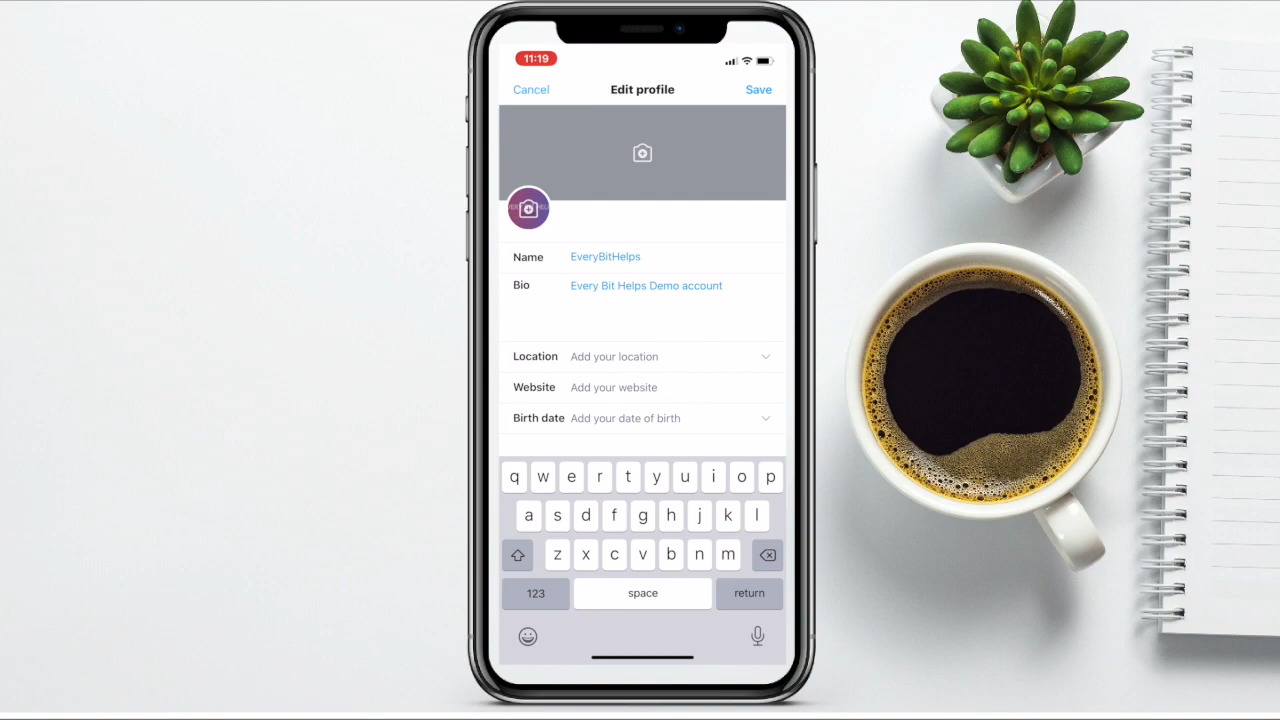 11:19
Cancel Edit profile Save
Name EveryBitHelps
Bio Every Bit Helps Demo account
Location Add your location
Website Add your website
Birth date Add your date of birth
q w e r t y u i o p
a s d f g h j k l
z x c v b n m
123 space return